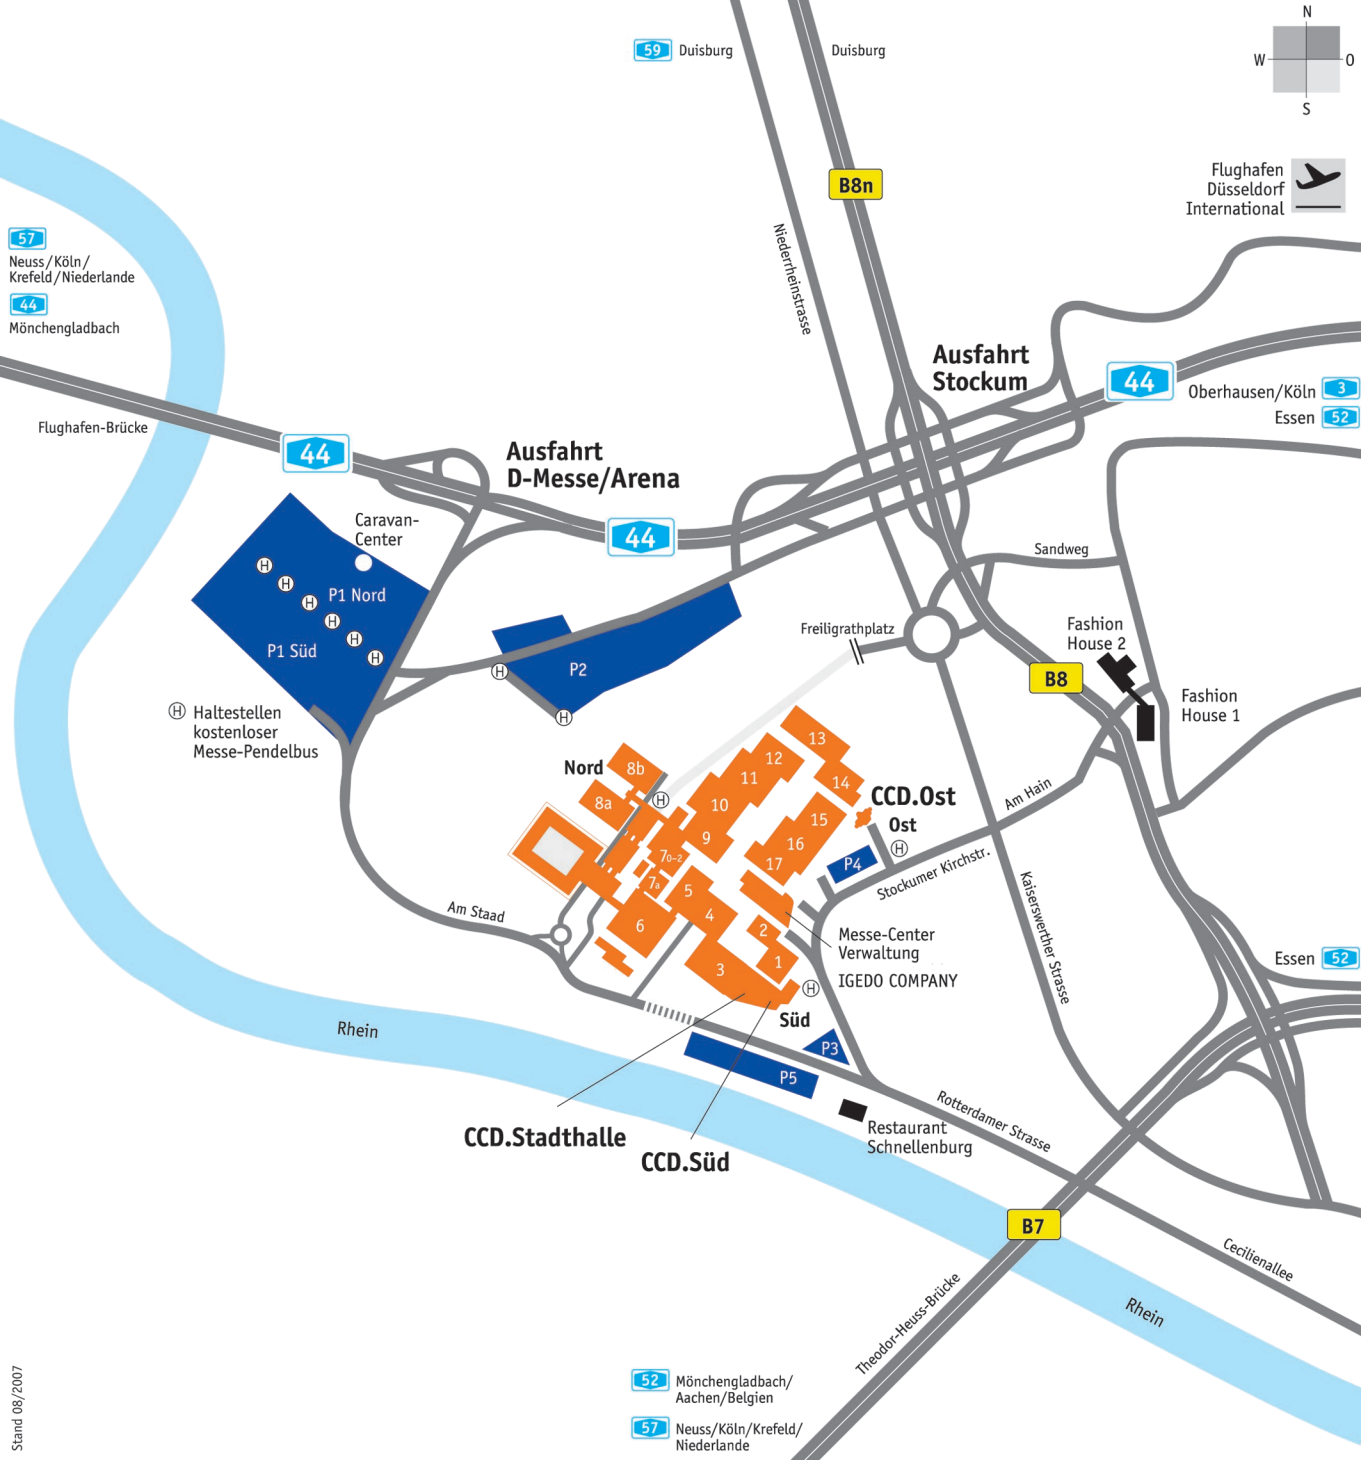 N
W
O
S
59 Duisburg
Duisburg
B8n
Flughafen
Düsseldorf
International
57
Neuss/Köln/
Krefeld/Niederlande
44
Mönchengladbach
Niederrheinstrasse
Ausfahrt
Stockum
44
Oberhausen/Köln 3
Essen 52
Flughafen-Brücke
44
Ausfahrt
D-Messe/Arena
44
Caravan-
Center
H
H
H
H
H
H
P1 Nord
P1 Süd
Sandweg
Freiligrathplatz
Fashion
House 2
B8
Fashion
House 1
P2
H
H
H Haltestellen
kostenloser
Messe-Pendelbus
Nord
8b
8a
H
13
12
11
14
10
15
9
16
17
7 0-2
7a
5
4
6
3
2
1
CCD.Ost
Ost
H
P4
Am Hain
Stockumer Kirchstr.
Kaiserswerther Strasse
Am Staad
Messe-Center
Verwaltung
IGEDO COMPANY
H
Süd
Essen 52
Rhein
P3
P5
Rotterdamer Strasse
Restaurant
Schnellenburg
CCD.Stadthalle
CCD.Süd
B7
Cecilienallee
Rhein
Theodor-Heuss-Brücke
52 Mönchengladbach/
Aachen/Belgien
57 Neuss/Köln/Krefeld/
Niederlande
Stand 08/2007